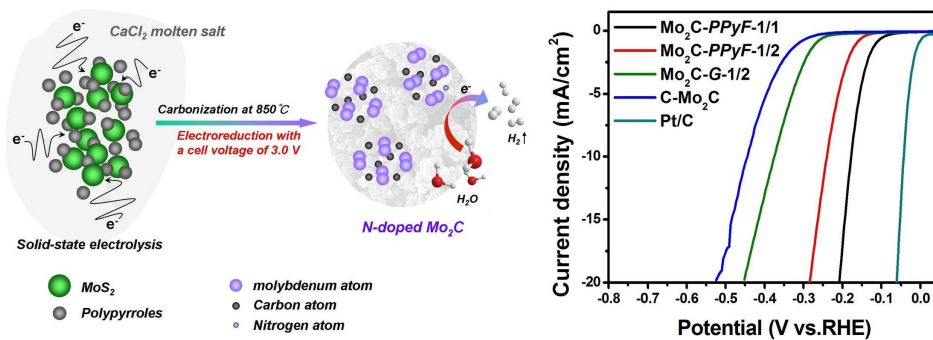 e⁻
CaCl₂ molten salt
e⁻
e⁻
e⁻
Solid-state electrolysis
Carbonization at 850℃
Electroreduction with
a cell voltage of 3.0 V
e⁻
H₂↑
H₂O
N-doped Mo₂C
MoS₂
Polypyrroles
molybdenum atom
Carbon atom
Nitrogen atom
Current density (mA/cm²)
0
-5
-10
-15
-20
Mo₂C-PPyF-1/1
Mo₂C-PPyF-1/2
Mo₂C-G-1/2
C-Mo₂C
Pt/C
-0.8 -0.7 -0.6 -0.5 -0.4 -0.3 -0.2 -0.1 0.0
Potential (V vs.RHE)